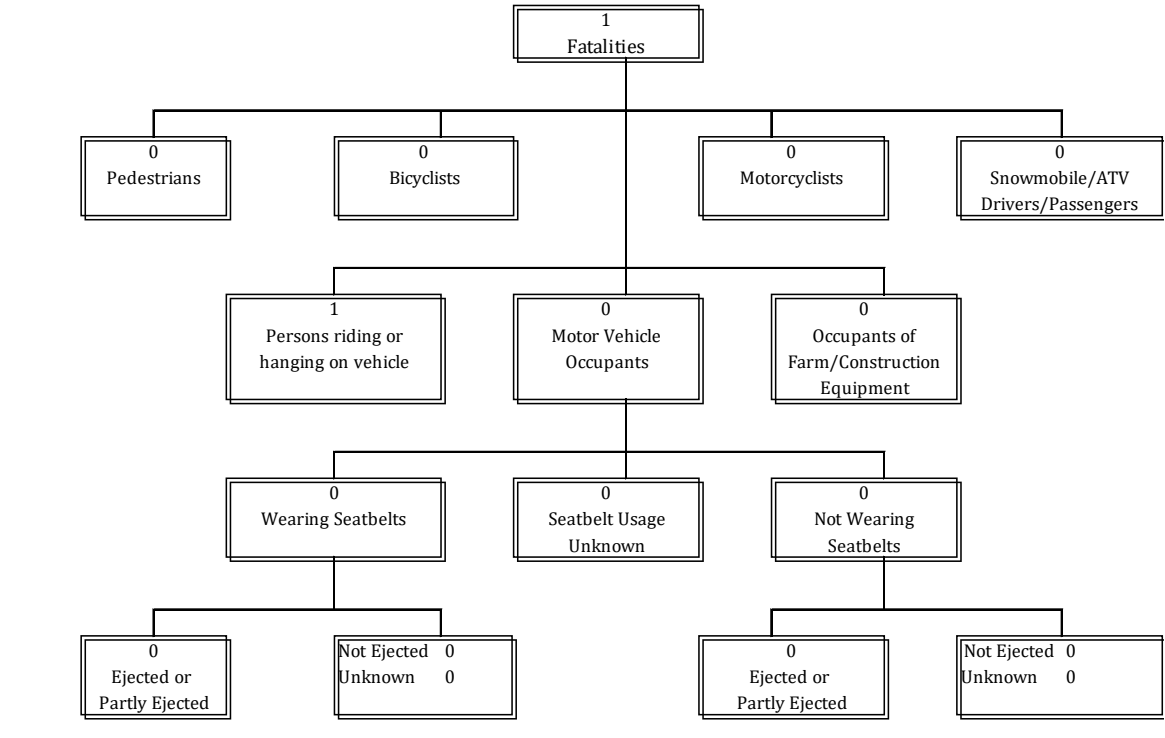 1
Fatalities
0
Pedestrians
0
Bicyclists
0
Motorcyclists
0
Snowmobile/ATV
Drivers/Passengers
1
Persons riding or
hanging on vehicle
0
Motor Vehicle
Occupants
0
Occupants of
Farm/Construction
Equipment
0
Wearing Seatbelts
0
Seatbelt Usage
Unknown
0
Not Wearing
Seatbelts
0
Ejected or
Partly Ejected
Not Ejected 0
Unknown 0
0
Ejected or
Partly Ejected
Not Ejected 0
Unknown 0